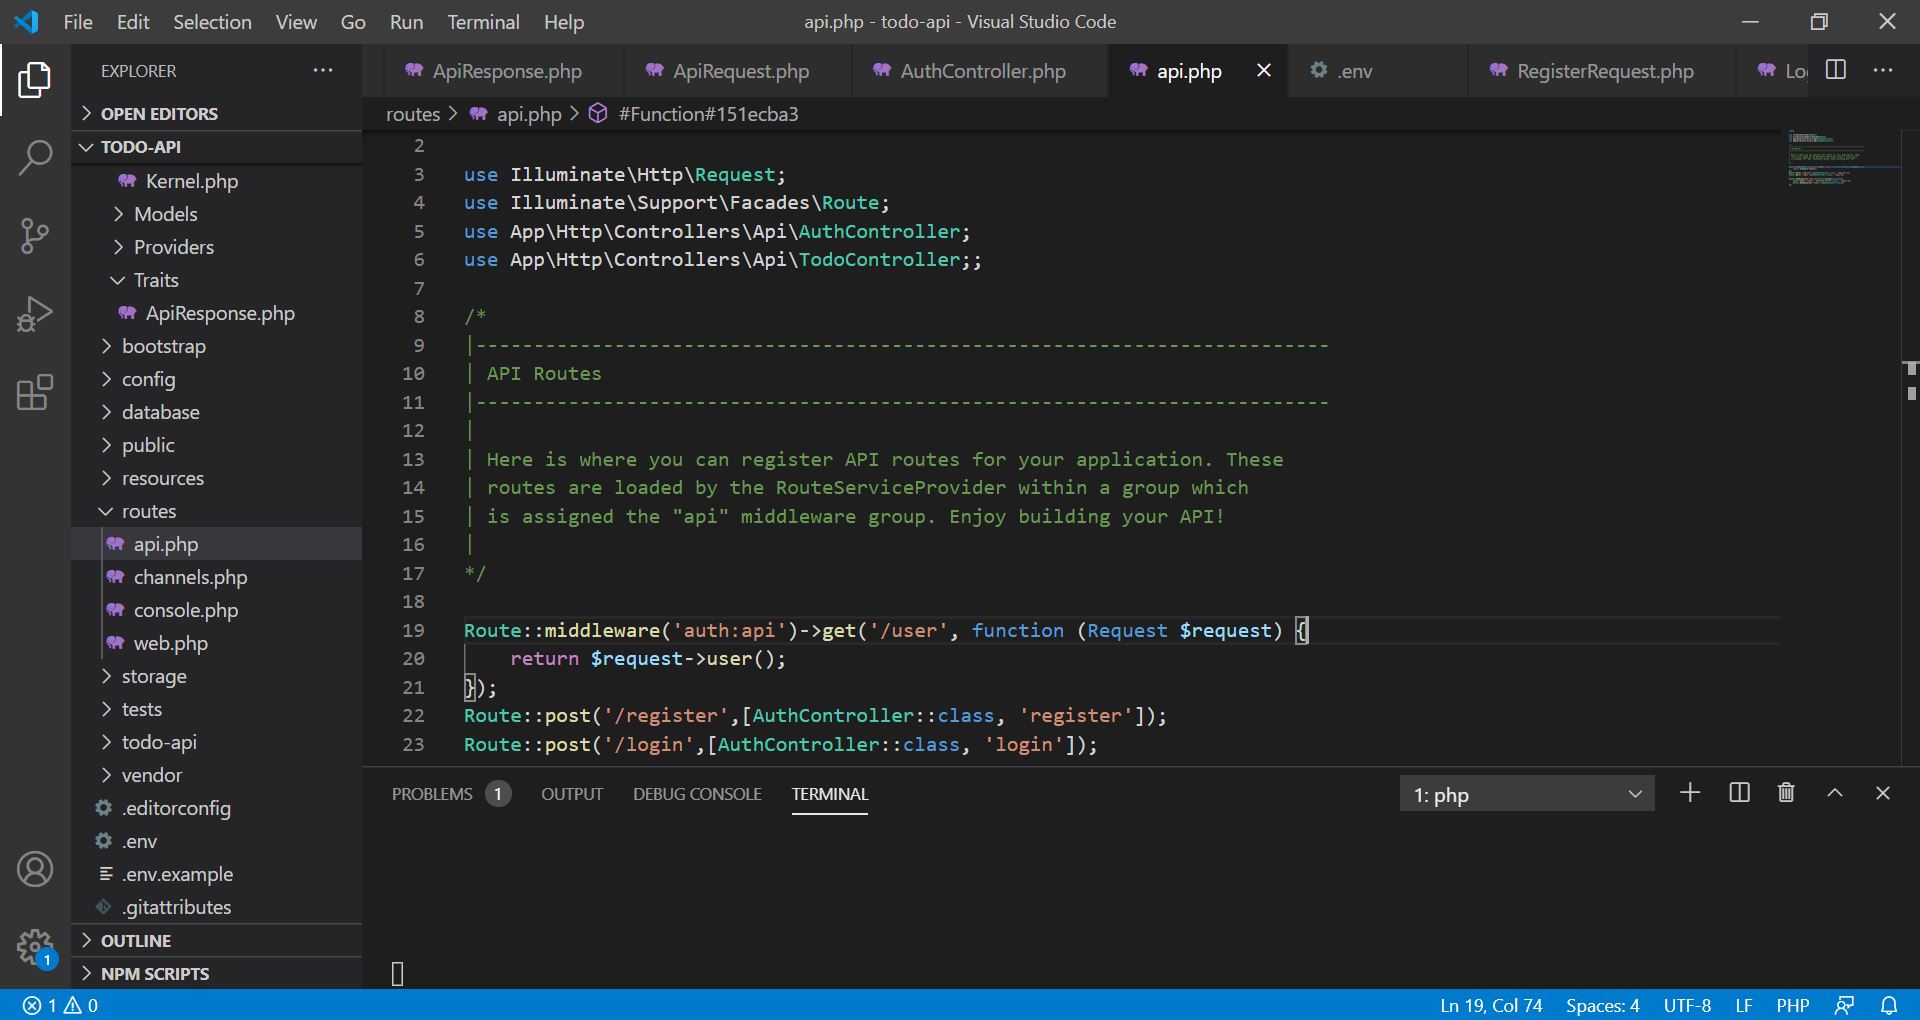 File Edit Selection View Go Run Terminal Help
api.php - todo-api - Visual Studio Code
EXPLORER
OPEN EDITORS
TODO-API
Kernel.php
Models
Providers
Traits
ApiResponse.php
bootstrap
config
database
public
resources
routes
api.php
channels.php
console.php
web.php
storage
tests
todo-api
vendor
.editorconfig
.env
.env.example
.gitattributes
OUTLINE
NPM SCRIPTS
1
ApiResponse.php ApiRequest.php AuthController.php api.php .env RegisterRequest.php
routes > api.php > #Function#151ecba3
2
3 use Illuminate\Http\Request;
4 use Illuminate\Support\Facades\Route;
5 use App\Http\Controllers\Api\AuthController;
6 use App\Http\Controllers\Api\TodoController;;
7
8 /*
9 |--------------------------------------------------------------------------
10 | API Routes
11 |--------------------------------------------------------------------------
12 |
13 | Here is where you can register API routes for your application. These
14 | routes are loaded by the RouteServiceProvider within a group which
15 | is assigned the "api" middleware group. Enjoy building your API!
16 |
17 */
18
19 Route::middleware('auth:api')->get('/user', function (Request $request) {
20 return $request->user();
21 });
22 Route::post('/register',[AuthController::class, 'register']);
23 Route::post('/login',[AuthController::class, 'login']);
PROBLEMS 1 OUTPUT DEBUG CONSOLE TERMINAL
1: php
1 0
Ln 19, Col 74 Spaces: 4 UTF-8 LF PHP